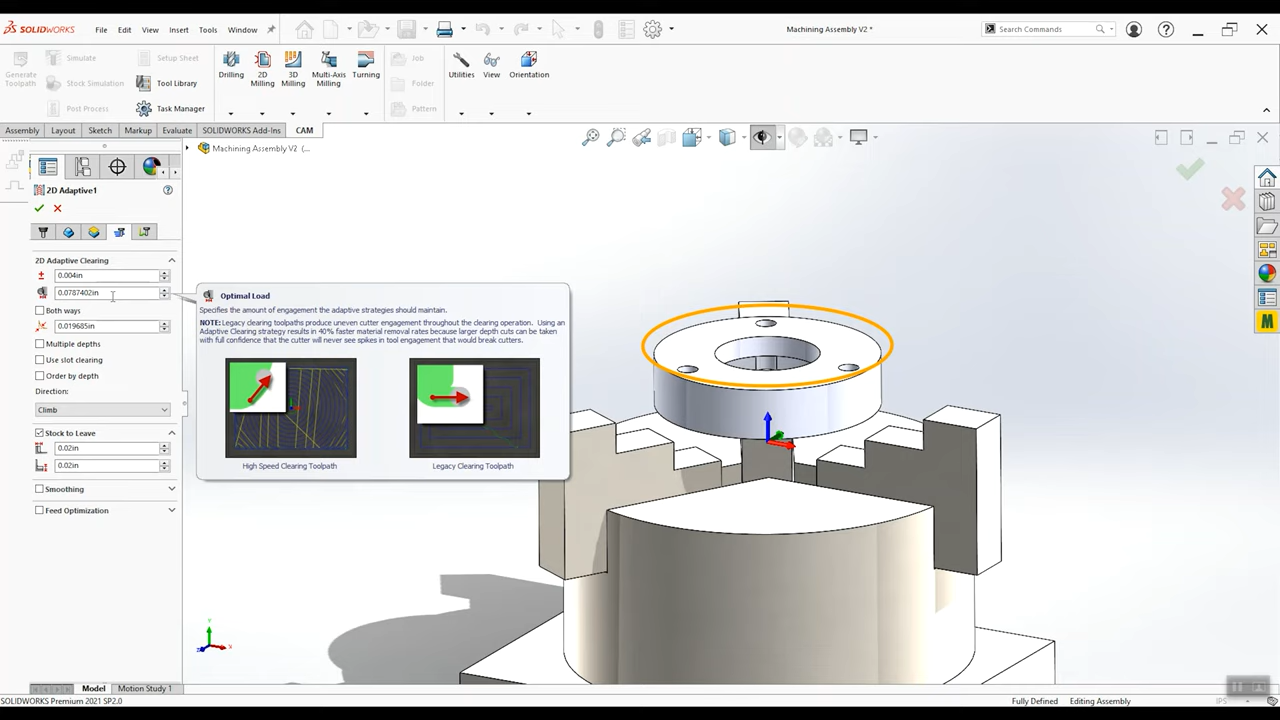 SOLIDWORKS
File
Edit
View
Insert
Tools
Window
Machining Assembly V2 *
Search Commands
Generate
Toolpath
Simulate
Setup Sheet
Stock Simulation
Tool Library
Post Process
Task Manager
Drilling
2D
Milling
3D
Milling
Multi-Axis
Milling
Turning
Job
Folder
Pattern
Utilities
View
Orientation
Assembly
Layout
Sketch
Markup
Evaluate
SOLIDWORKS Add-Ins
CAM
Machining Assembly V2 (...
2D Adaptive1
2D Adaptive Clearing
0.004in
0.0787402in
Both ways
0.019685in
Multiple depths
Use slot clearing
Order by depth
Direction:
Climb
Stock to Leave
0.02in
0.02in
Smoothing
Feed Optimization
Optimal Load
Specifies the amount of engagement the adaptive strategies should maintain.
NOTE: Legacy clearing toolpaths produce uneven cutter engagement throughout the clearing operation. Using an
Adaptive Clearing strategy results in 40% faster material removal rates because larger depth cuts can be taken
with full confidence that the cutter will never see spikes in tool engagement that would break cutters.
High Speed Clearing Toolpath
Legacy Clearing Toolpath
Y
X
Z
Model
Motion Study 1
SOLIDWORKS Premium 2021 SP2.0
Fully Defined
Editing Assembly
IPS